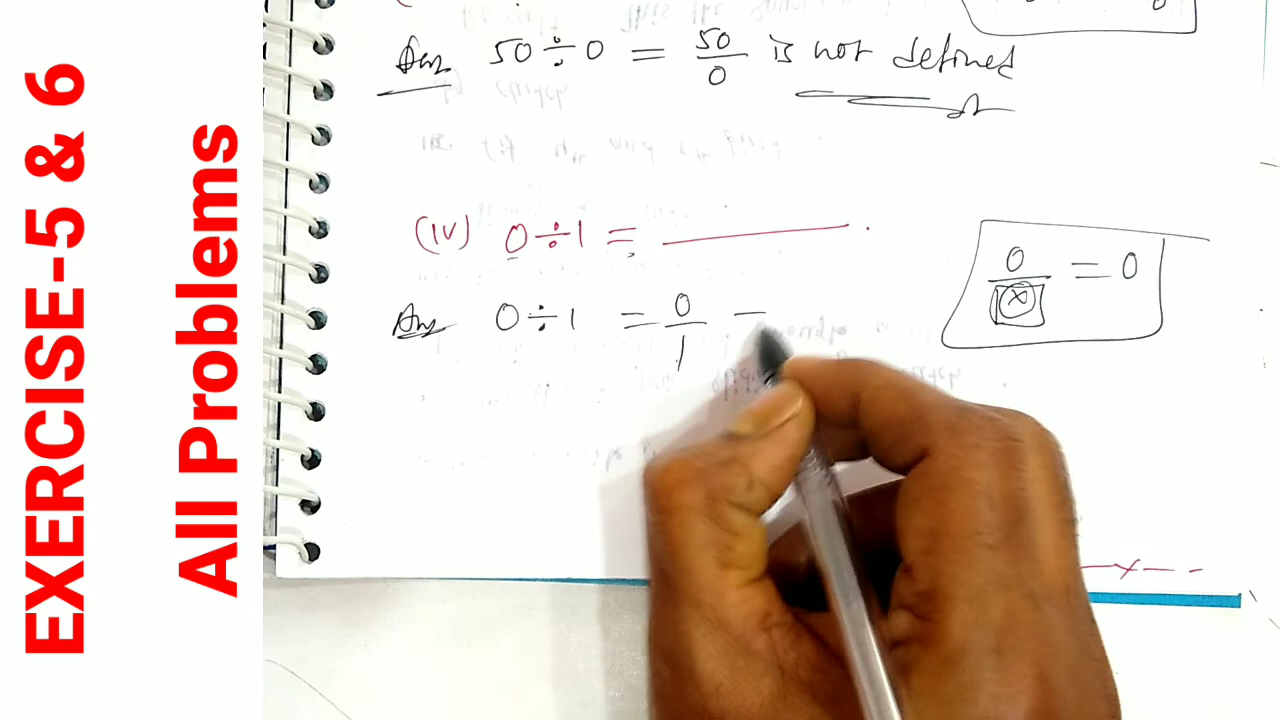 EXERCISE-5 & 6
All Problems
Ans 50 ÷ 0 = 50/0 is not defined
(iv) 0 ÷ 1 = ______ .
0/x = 0
Ans 0 ÷ 1 = 0/1 =